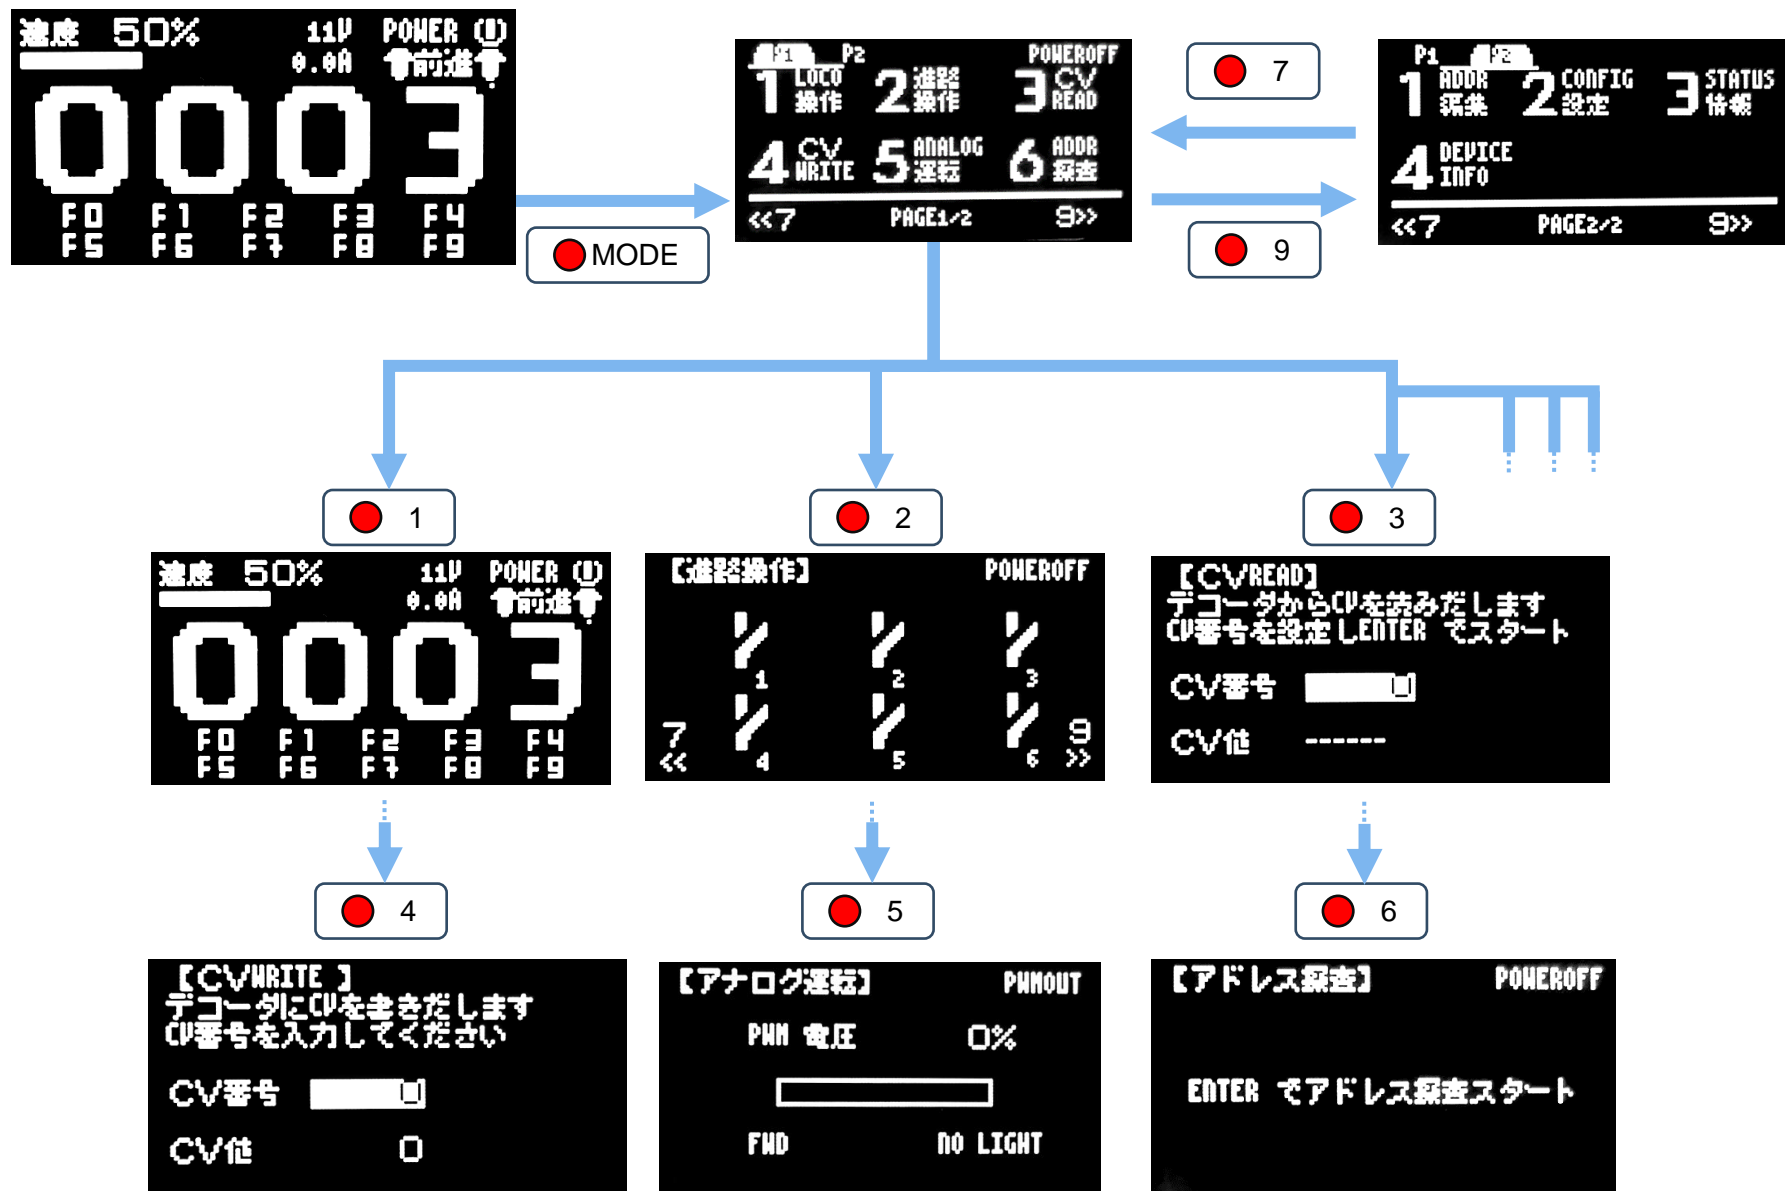 速度 50% 11V POWER
0.0A 前進
0003
F0 F1 F2 F3 F4
F5 F6 F7 F8 F9
MODE
P1 P2 POWEROFF
1 LOCO 操作 2 進路 操作 3 CV READ
4 CV WRITE 5 ANALOG 運転 6 ADDR 探査
<<7 PAGE1/2 9>>
7
9
P1 P2
1 ADDR 編集 2 CONFIG 設定 3 STATUS 情報
4 DEVICE INFO
<<7 PAGE2/2 9>>
1
2
3
速度 50% 11V POWER
0.0A 前進
0003
F0 F1 F2 F3 F4
F5 F6 F7 F8 F9
【進路操作】 POWEROFF
1 2 3
7 << 4 5 6 9 >>
【CVREAD】
デコーダからCVを読みだします
CV番号を設定しENTER でスタート
CV番号
CV値 ------
4
5
6
【CVWRITE 】
デコーダにCVを書きだします
CV番号を入力してください
CV番号
CV値 0
【アナログ運転】 PWMOUT
PWM 電圧 0%
FWD NO LIGHT
【アドレス探査】 POWEROFF
ENTER でアドレス探査スタート